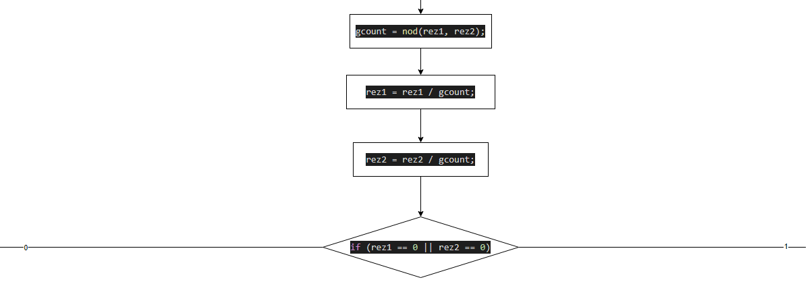 gcount = nod(rez1, rez2);
rez1 = rez1 / gcount;
rez2 = rez2 / gcount;
0
if (rez1 == 0 || rez2 == 0)
1